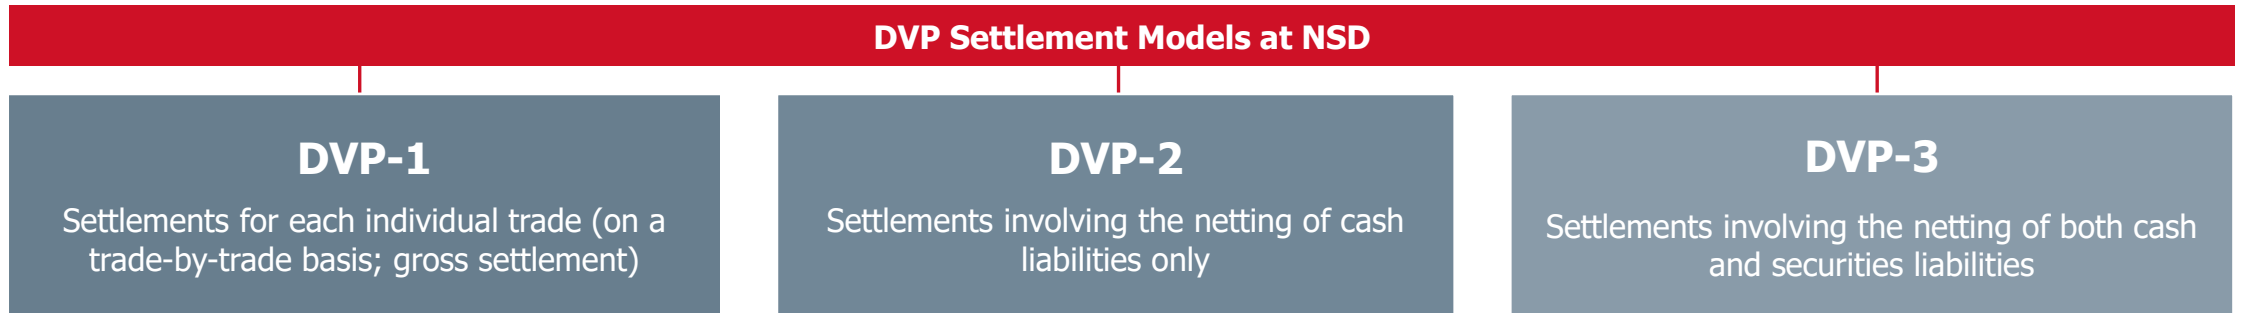 DVP Settlement Models at NSD
DVP-1
Settlements for each individual trade (on a
trade-by-trade basis; gross settlement)
DVP-2
Settlements involving the netting of cash
liabilities only
DVP-3
Settlements involving the netting of both cash
and securities liabilities